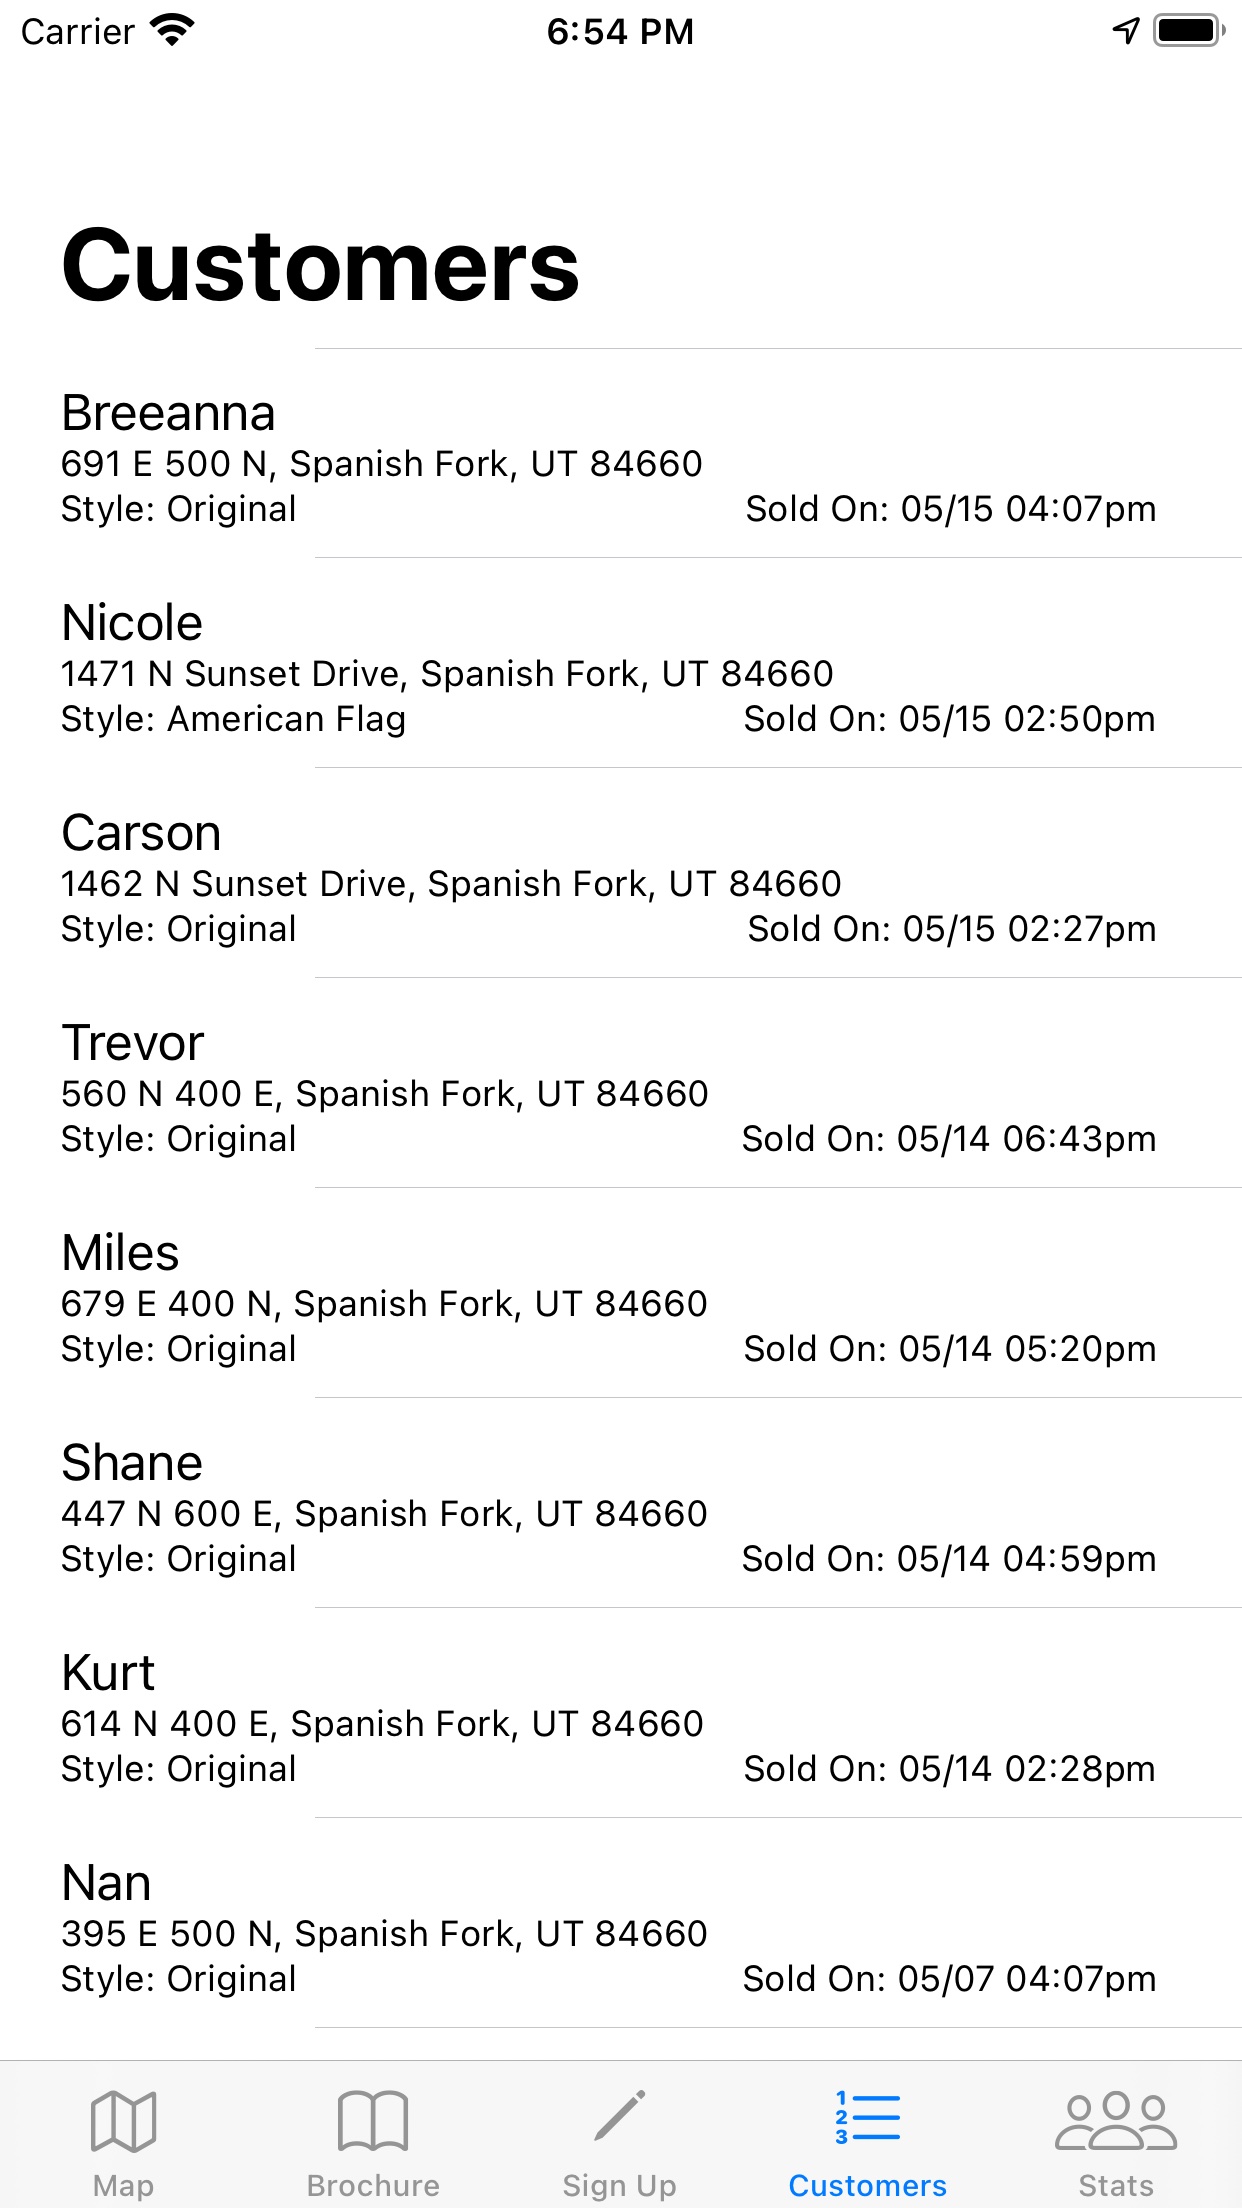 Carrier 6:54 PM
Customers
Breeanna
691 E 500 N, Spanish Fork, UT 84660
Style: Original Sold On: 05/15 04:07pm
Nicole
1471 N Sunset Drive, Spanish Fork, UT 84660
Style: American Flag Sold On: 05/15 02:50pm
Carson
1462 N Sunset Drive, Spanish Fork, UT 84660
Style: Original Sold On: 05/15 02:27pm
Trevor
560 N 400 E, Spanish Fork, UT 84660
Style: Original Sold On: 05/14 06:43pm
Miles
679 E 400 N, Spanish Fork, UT 84660
Style: Original Sold On: 05/14 05:20pm
Shane
447 N 600 E, Spanish Fork, UT 84660
Style: Original Sold On: 05/14 04:59pm
Kurt
614 N 400 E, Spanish Fork, UT 84660
Style: Original Sold On: 05/14 02:28pm
Nan
395 E 500 N, Spanish Fork, UT 84660
Style: Original Sold On: 05/07 04:07pm
1
2
3
Map Brochure Sign Up Customers Stats